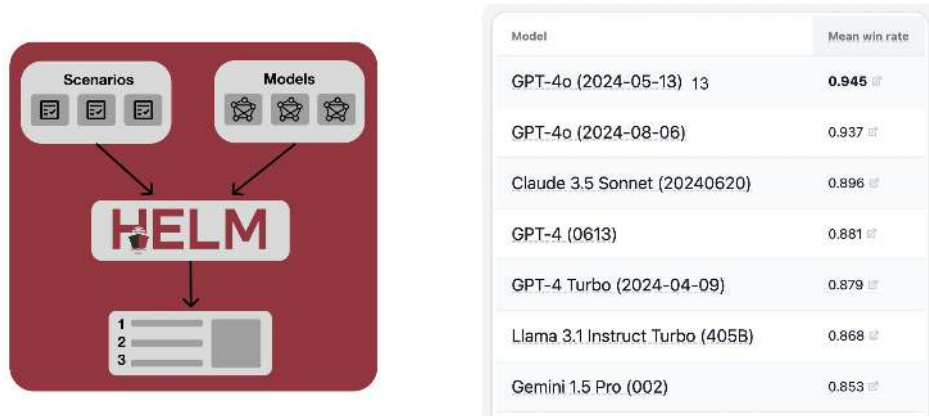 Scenarios
Models
HELM
1
2
3
Model Mean win rate
GPT-4o (2024-05-13) 13 0.945
GPT-4o (2024-08-06) 0.937
Claude 3.5 Sonnet (20240620) 0.896
GPT-4 (0613) 0.881
GPT-4 Turbo (2024-04-09) 0.879
Llama 3.1 Instruct Turbo (405B) 0.868
Gemini 1.5 Pro (002) 0.853